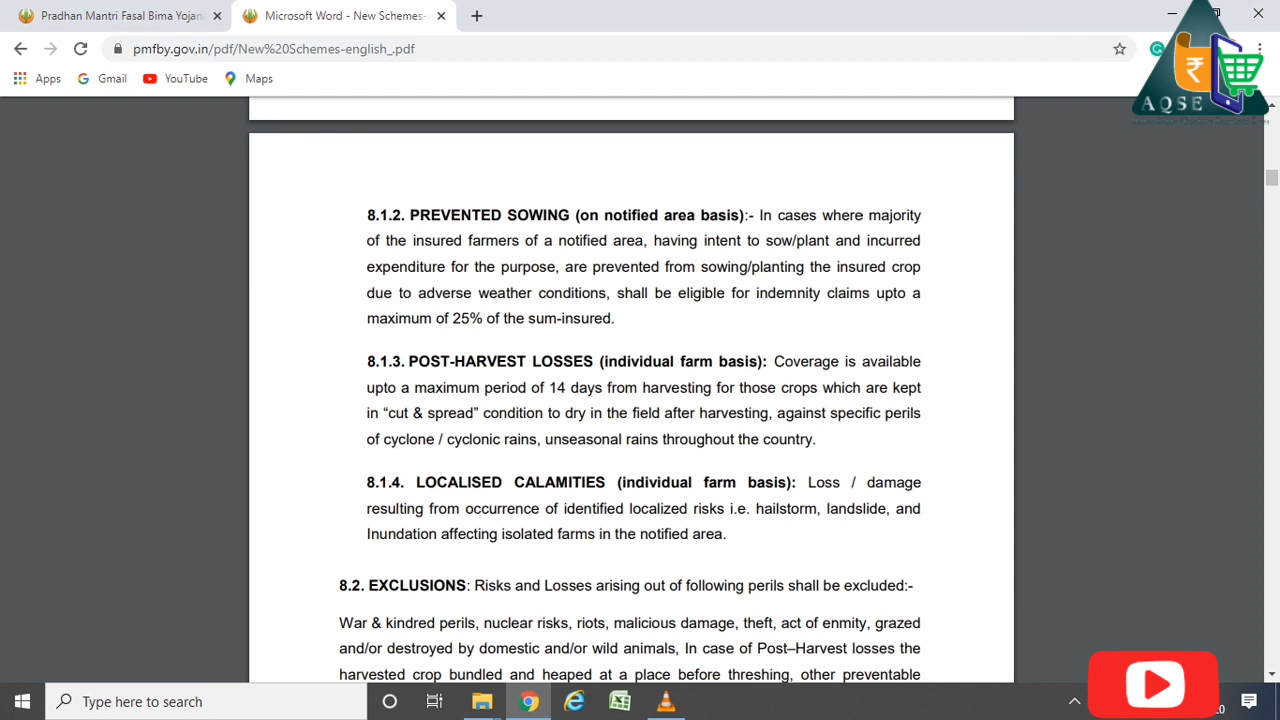 Pradhan Mantri Fasal Bima Yojana
Microsoft Word - New Schemes-
pmfby.gov.in/pdf/New%20Schemes-english_.pdf
Apps Gmail YouTube Maps
AQSE
8.1.2. PREVENTED SOWING (on notified area basis):- In cases where majority
of the insured farmers of a notified area, having intent to sow/plant and incurred
expenditure for the purpose, are prevented from sowing/planting the insured crop
due to adverse weather conditions, shall be eligible for indemnity claims upto a
maximum of 25% of the sum-insured.
8.1.3. POST-HARVEST LOSSES (individual farm basis): Coverage is available
upto a maximum period of 14 days from harvesting for those crops which are kept
in “cut & spread” condition to dry in the field after harvesting, against specific perils
of cyclone / cyclonic rains, unseasonal rains throughout the country.
8.1.4. LOCALISED CALAMITIES (individual farm basis): Loss / damage
resulting from occurrence of identified localized risks i.e. hailstorm, landslide, and
Inundation affecting isolated farms in the notified area.
8.2. EXCLUSIONS: Risks and Losses arising out of following perils shall be excluded:-
War & kindred perils, nuclear risks, riots, malicious damage, theft, act of enmity, grazed
and/or destroyed by domestic and/or wild animals, In case of Post–Harvest losses the
harvested crop bundled and heaped at a place before threshing, other preventable
Type here to search